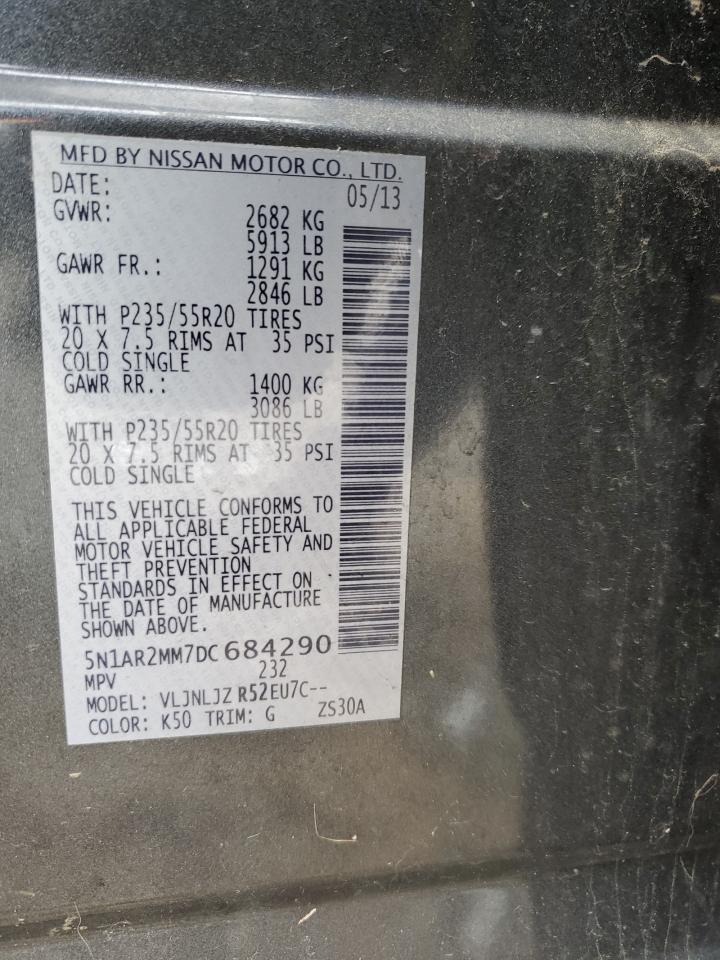 MFD BY NISSAN MOTOR CO., LTD.
DATE: 05/13
GVWR: 2682 KG
5913 LB
GAWR FR.: 1291 KG
2846 LB
WITH P235/55R20 TIRES
20 X 7.5 RIMS AT 35 PSI
COLD SINGLE
GAWR RR.: 1400 KG
3086 LB
WITH P235/55R20 TIRES
20 X 7.5 RIMS AT 35 PSI
COLD SINGLE
THIS VEHICLE CONFORMS TO
ALL APPLICABLE FEDERAL
MOTOR VEHICLE SAFETY AND
THEFT PREVENTION
STANDARDS IN EFFECT ON
THE DATE OF MANUFACTURE
SHOWN ABOVE.
5N1AR2MM7DC684290
MPV 232
MODEL: VLJNLJZ R52EU7C--
COLOR: K50 TRIM: G ZS30A